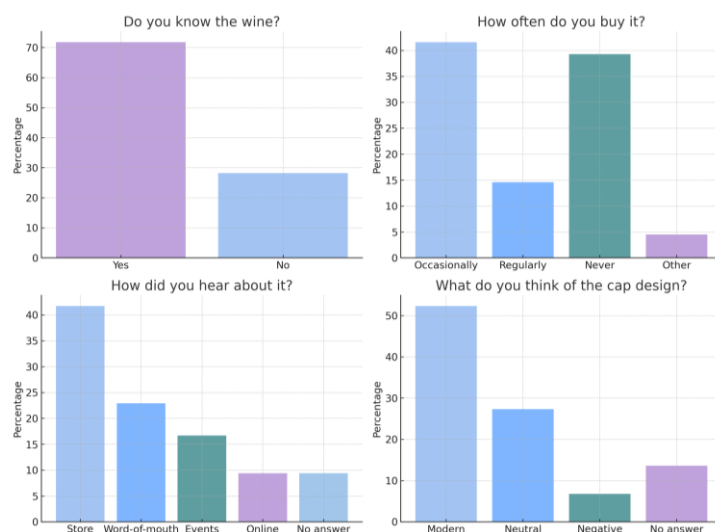 Do you know the wine?
Percentage
70
60
50
40
30
20
10
0
Yes No
How often do you buy it?
Percentage
40
35
30
25
20
15
10
5
0
Occasionally Regularly Never Other
How did you hear about it?
Percentage
40
35
30
25
20
15
10
5
0
Store Word-of-mouth Events Online No answer
What do you think of the cap design?
Percentage
50
40
30
20
10
0
Modern Neutral Negative No answer